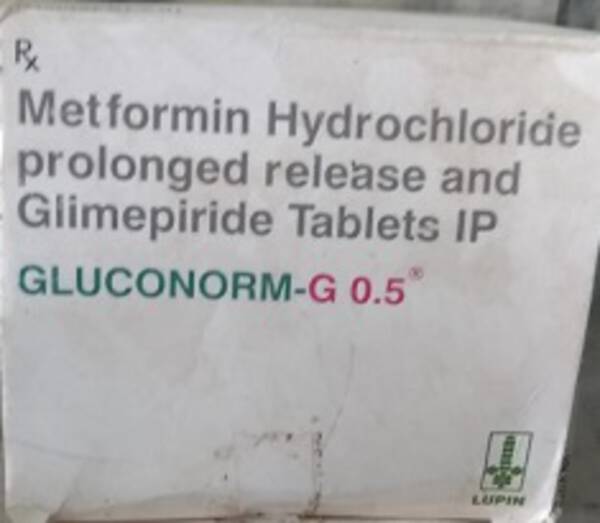 Rx
Metformin Hydrochloride
prolonged release and
Glimepiride Tablets IP
GLUCONORM-G 0.5®
LUPIN